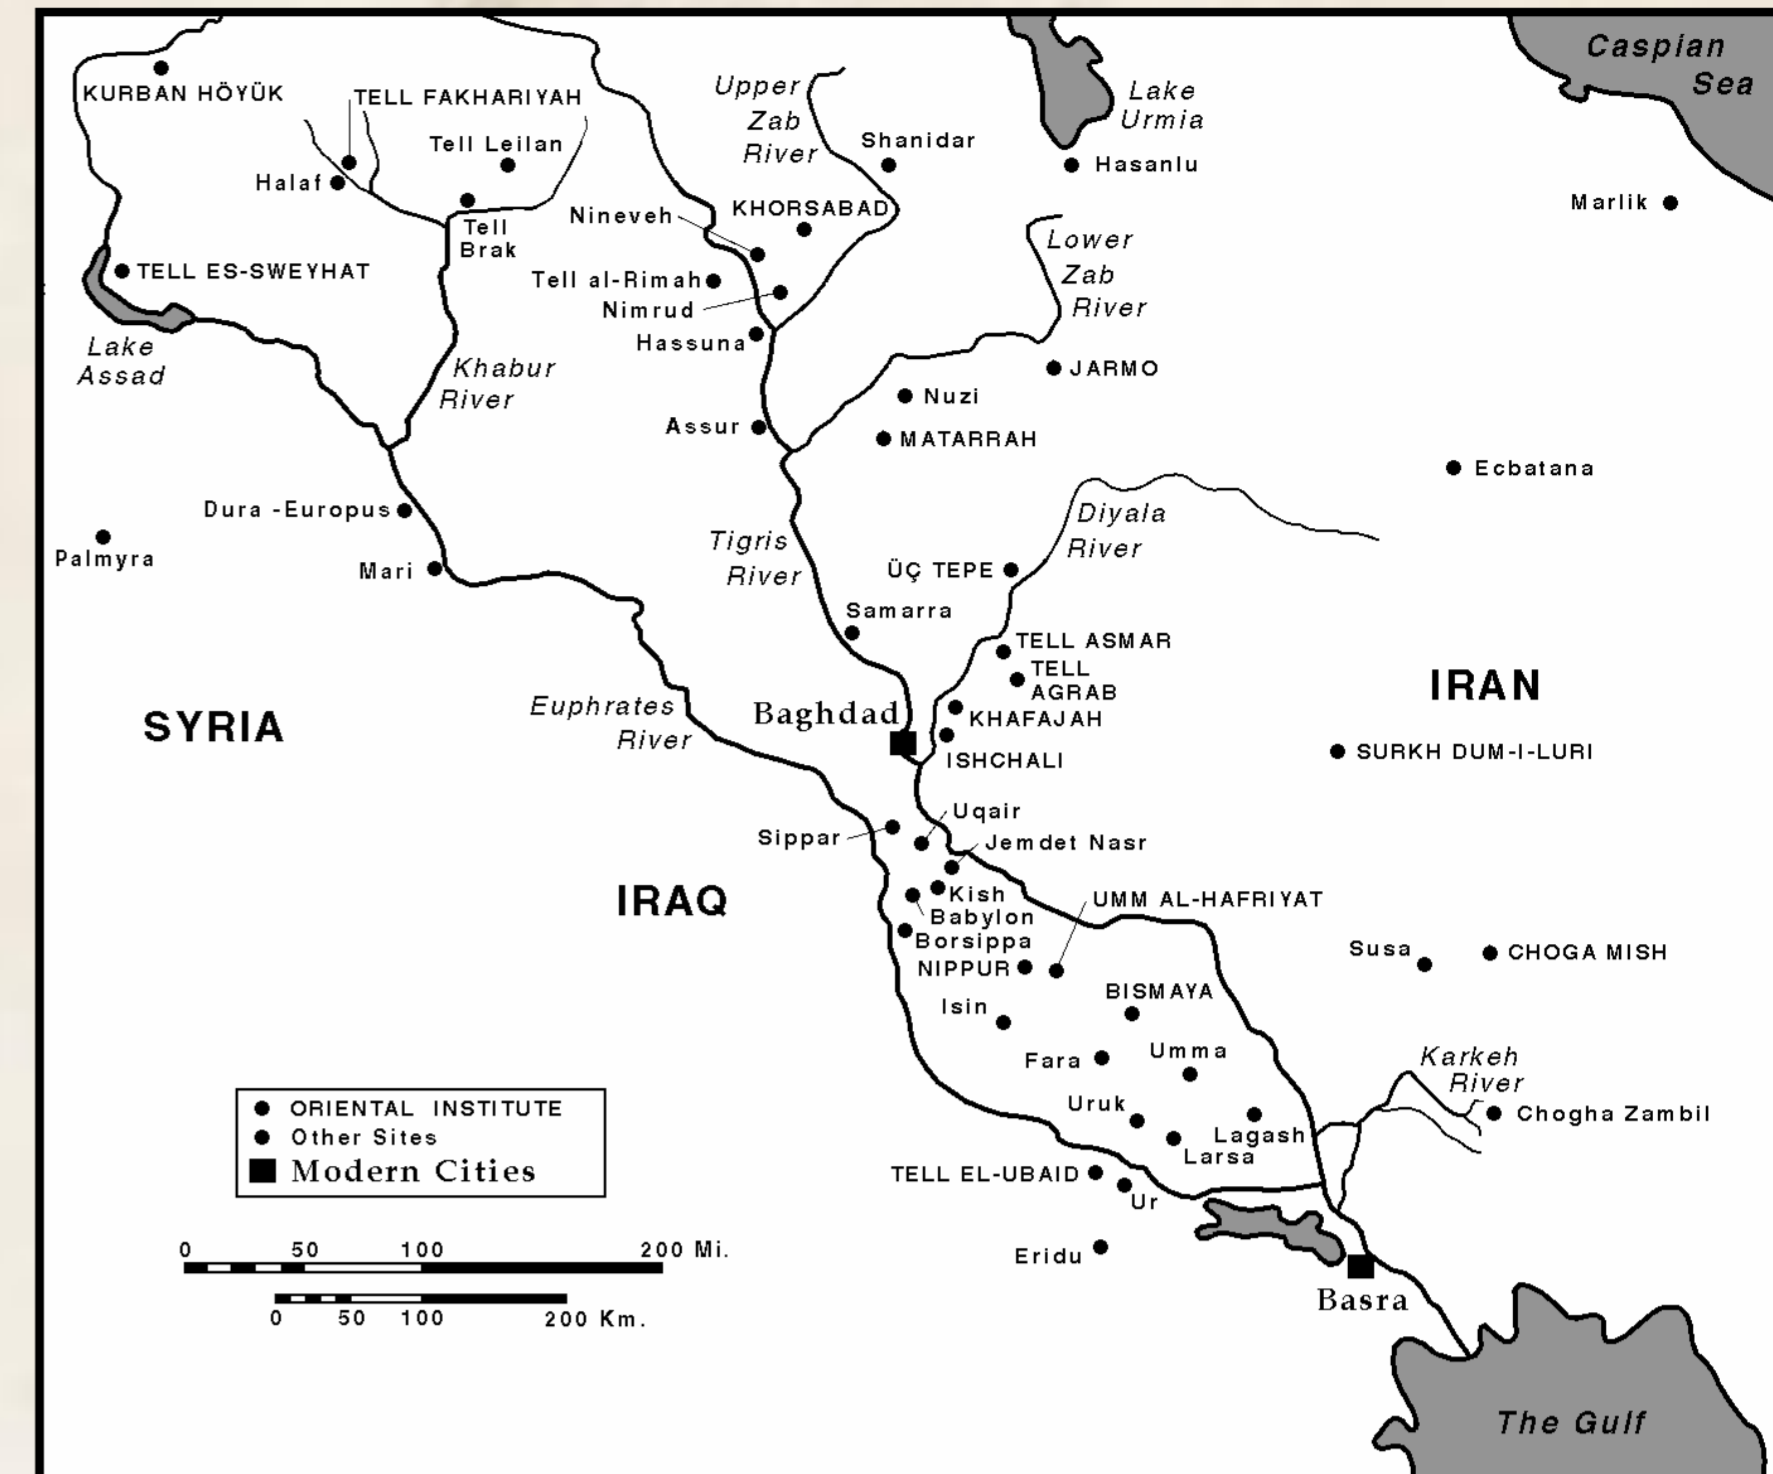 Caspian
Sea
KURBAN HÖYÜK
TELL FAKHARIYAH
Upper
Zab
River
Lake
Urmia
Tell Leilan
Shanidar
Hasanlu
Halaf
Marlik
Nineveh
KHORSABAD
Tell
Brak
Lower
Zab
River
TELL ES-SWEYHAT
Tell al-Rimah
Nimrud
Hassuna
Lake
Assad
Khabur
River
JARMO
Nuzi
Assur
MATARRAH
Ecbatana
Dura -Europus
Diyala
River
Palmyra
Mari
Tigris
River
ÜÇ TEPE
Samarra
TELL ASMAR
TELL
AGRAB
IRAN
Euphrates
River
SYRIA
Baghdad
KHAFAJAH
ISHCHALI
SURKH DUM-I-LURI
Uqair
Sippar
Jemdet Nasr
Kish
IRAQ
UMM AL-HAFRIYAT
Babylon
Borsippa
Susa
CHOGA MISH
NIPPUR
BISMAYA
Isin
Fara
Umma
Karkeh
River
Uruk
Chogha Zambil
Lagash
Larsa
TELL EL-UBAID
Ur
Eridu
Basra
The Gulf
ORIENTAL INSTITUTE
Other Sites
Modern Cities
0 50 100 200 Mi.
0 50 100 200 Km.